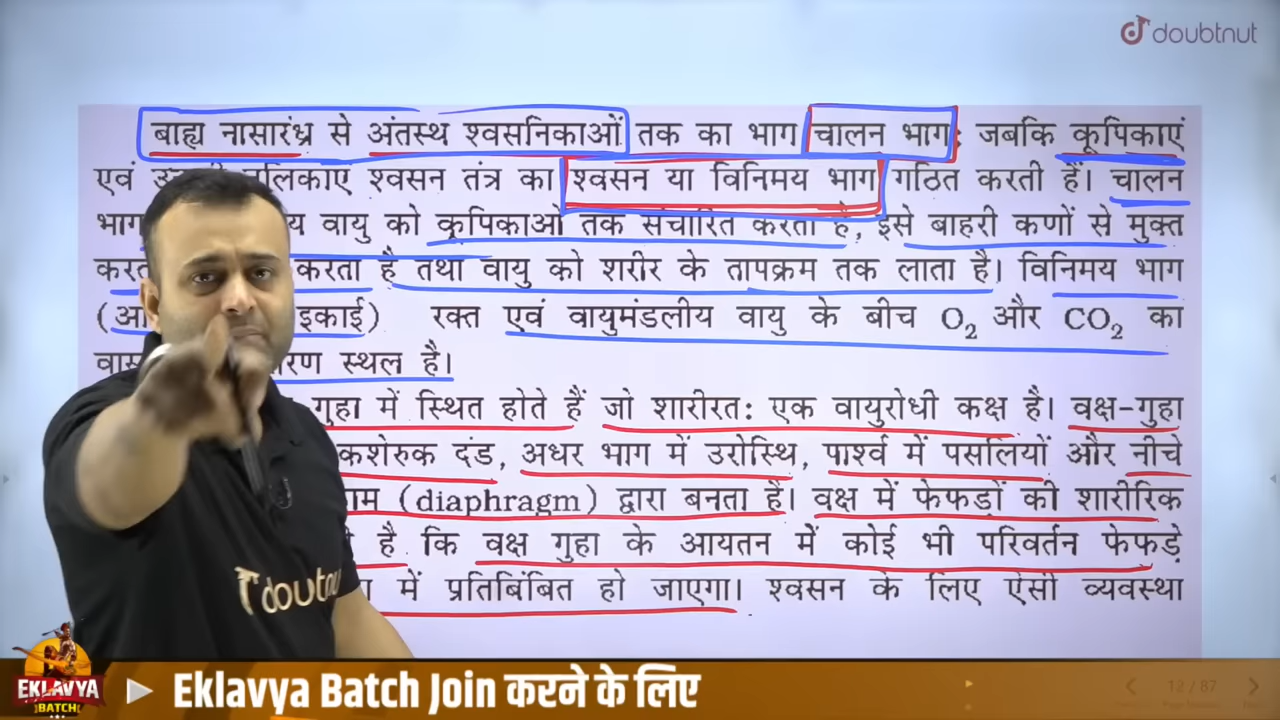 doubtnut
बाह्य नासारंध्र से अंतस्थ श्वसनिकाओं तक का भाग चालन भाग; जबकि कूपिकाएं
एवं श्वसन तंत्र का श्वसन या विनिमय भाग गठित करती हैं। चालन
भाग वायु को कूपिकाओं तक संचारित करता है, इसे बाहरी कणों से मुक्त
करता है तथा वायु को शरीर के तापक्रम तक लाता है। विनिमय भाग
इकाई) रक्त एवं वायुमंडलीय वायु के बीच O₂ और CO₂ का
स्थल है।
गुहा में स्थित होते हैं जो शारीरत: एक वायुरोधी कक्ष है। वक्ष-गुहा
कशेरुक दंड, अधर भाग में उरोस्थि, पार्श्व में पसलियों और नीचे
(diaphragm) द्वारा बनता है। वक्ष में फेफड़ों की शारीरिक
है कि वक्ष गुहा के आयतन में कोई भी परिवर्तन फेफड़े
में प्रतिबिंबित हो जाएगा। श्वसन के लिए ऐसी व्यवस्था
doubtnut
EKLAVYA
BATCH
Eklavya Batch Join करने के लिए
12 / 87